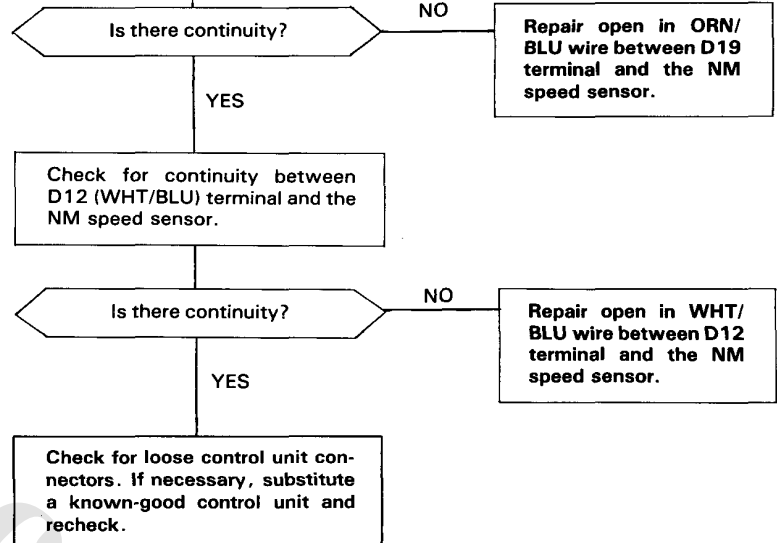 Is there continuity?
NO
Repair open in ORN/
BLU wire between D19
terminal and the NM
speed sensor.
YES
Check for continuity between
D12 (WHT/BLU) terminal and the
NM speed sensor.
Is there continuity?
NO
Repair open in WHT/
BLU wire between D12
terminal and the NM
speed sensor.
YES
Check for loose control unit con-
nectors. If necessary, substitute
a known-good control unit and
recheck.